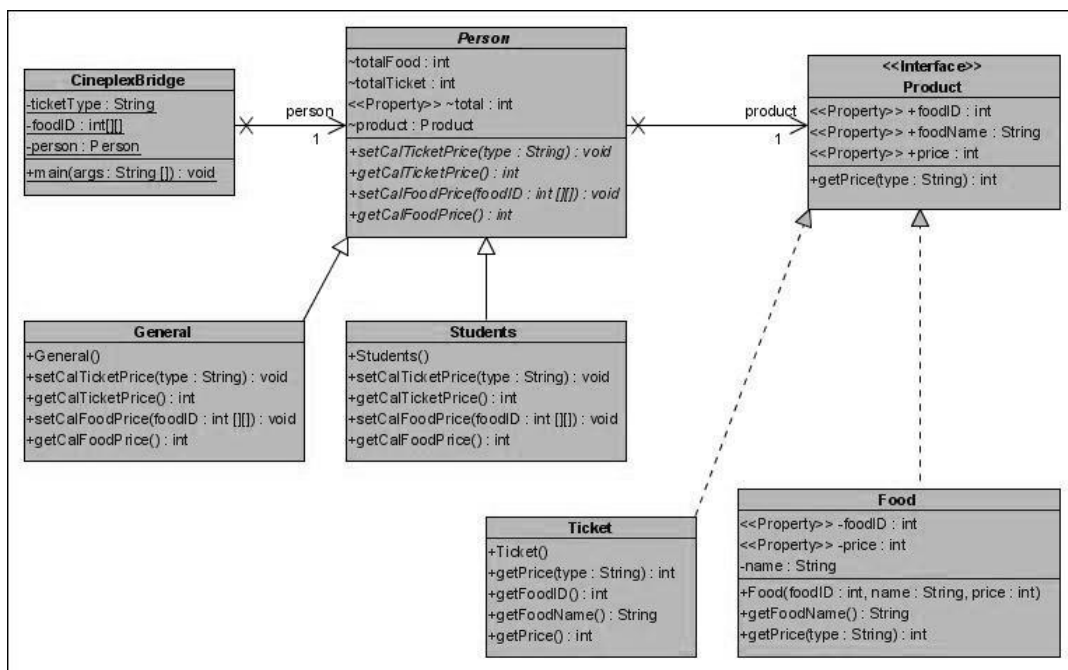 CineplexBridge
-ticketType : String
-foodID : int[][]
-person : Person
+main(args : String []) : void
person
1
Person
~totalFood : int
~totalTicket : int
<<Property>> ~total : int
~product : Product
+setCalTicketPrice(type : String) : void
+getCalTicketPrice() : int
+setCalFoodPrice(foodID : int [][]) : void
+getCalFoodPrice() : int
product
1
<<Interface>>
Product
<<Property>> +foodID : int
<<Property>> +foodName : String
<<Property>> +price : int
+getPrice(type : String) : int
General
+General()
+setCalTicketPrice(type : String) : void
+getCalTicketPrice() : int
+setCalFoodPrice(foodID : int [][]) : void
+getCalFoodPrice() : int
Students
+Students()
+setCalTicketPrice(type : String) : void
+getCalTicketPrice() : int
+setCalFoodPrice(foodID : int [][]) : void
+getCalFoodPrice() : int
Ticket
+Ticket()
+getPrice(type : String) : int
+getFoodID() : int
+getFoodName() : String
+getPrice() : int
Food
<<Property>> -foodID : int
<<Property>> -price : int
-name : String
+Food(foodID : int, name : String, price : int)
+getFoodName() : String
+getPrice(type : String) : int